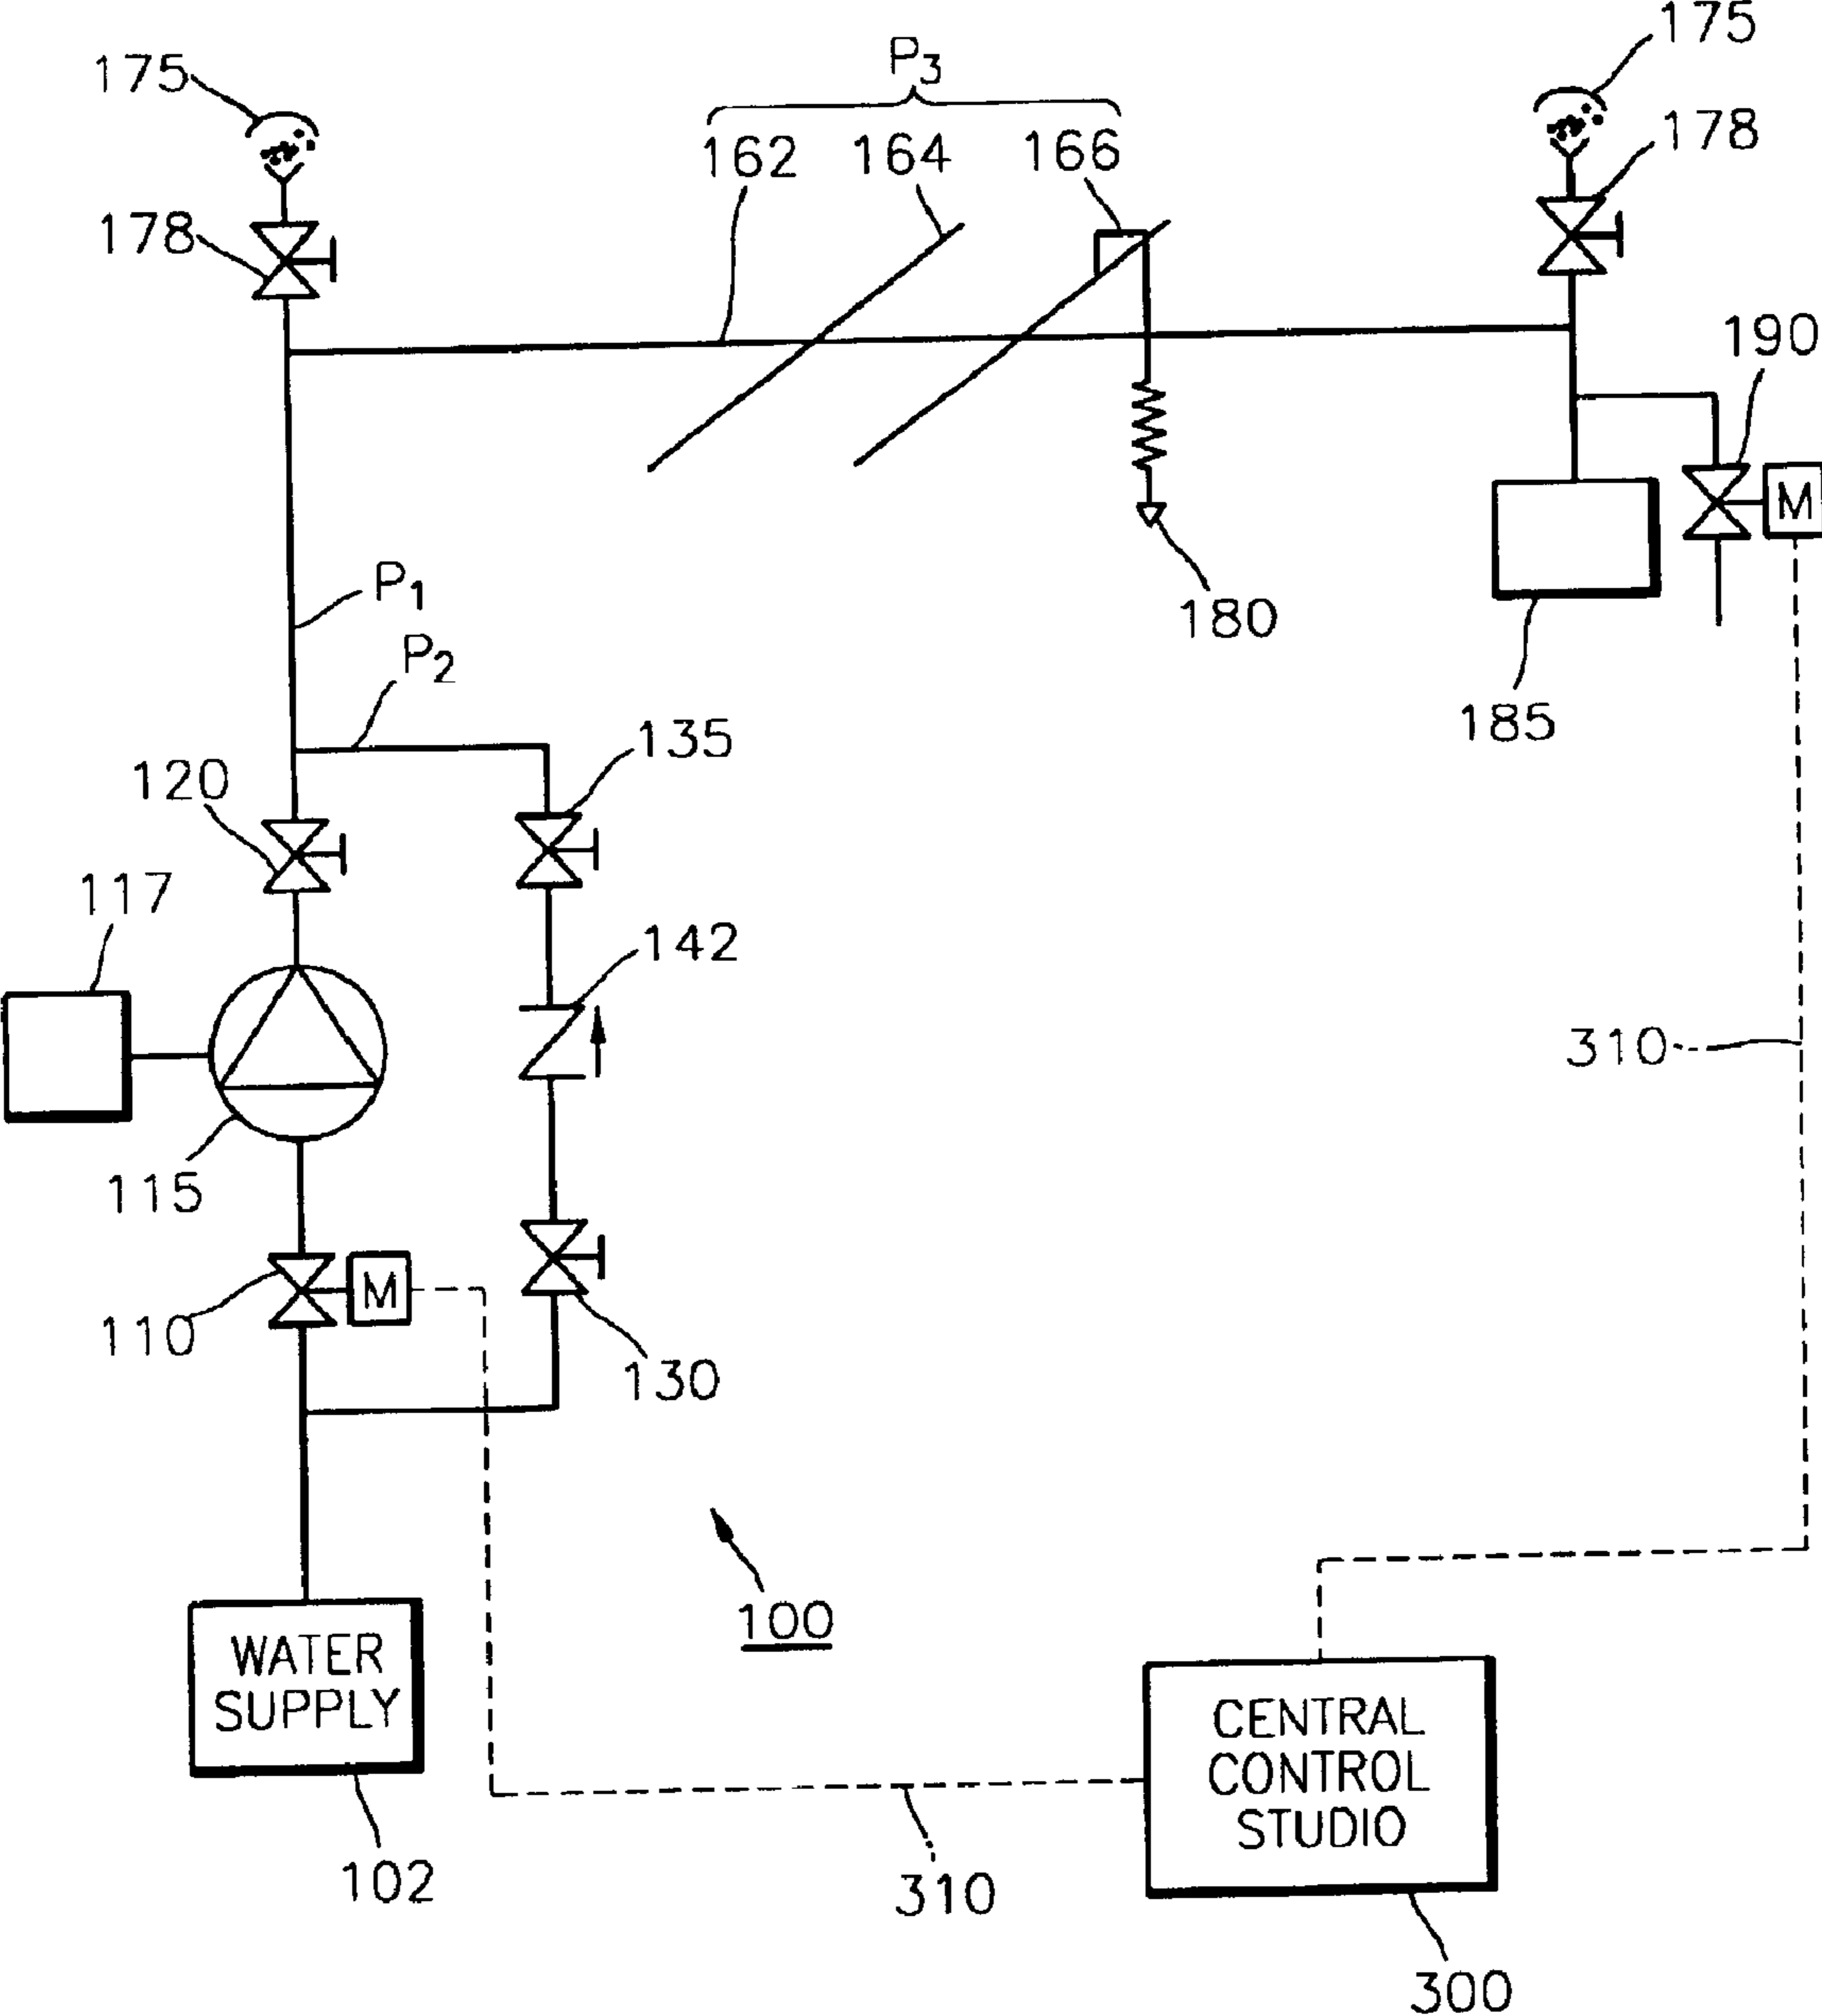 175
P3
175
162
164
166
178
178
190
M
P1
180
P2
185
135
120
117
142
310
115
M
110
130
100
WATER
SUPPLY
CENTRAL
CONTROL
STUDIO
102
310
300